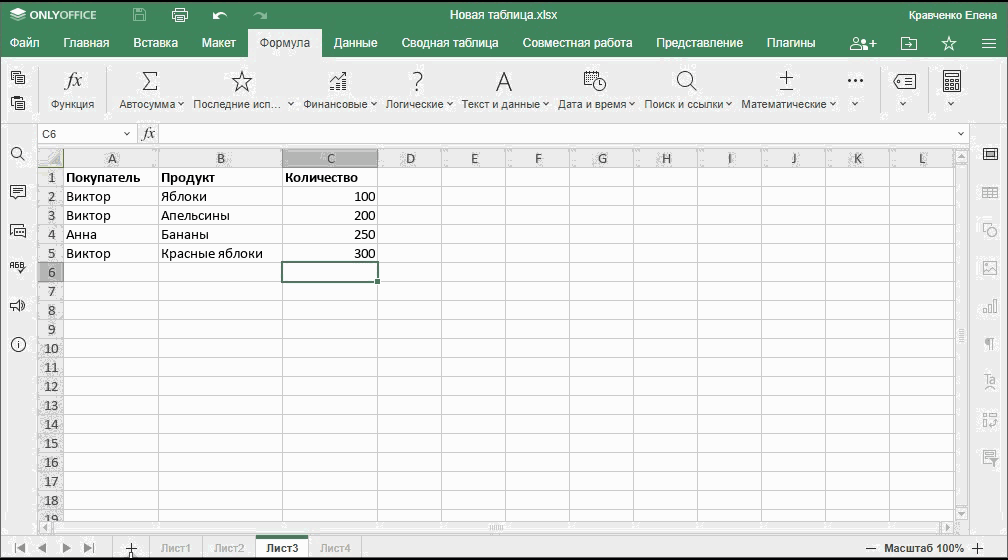 ONLYOFFICE Новая таблица.xlsx Кравченко Елена
Файл Главная Вставка Макет Формула Данные Сводная таблица Совместная работа Представление Плагины
fx Σ ? A
Функция Автосумма Последние исп... Финансовые Логические Текст и данные Дата и время Поиск и ссылки Математические
C6 fx
A B C D E F G H I J K L
1 Покупатель Продукт Количество
2 Виктор Яблоки 100
3 Виктор Апельсины 200
4 Анна Бананы 250
5 Виктор Красные яблоки 300
6
7
8
9
10
11
12
13
14
15
16
17
18
19
Лист1 Лист2 Лист3 Лист4 Масштаб 100%